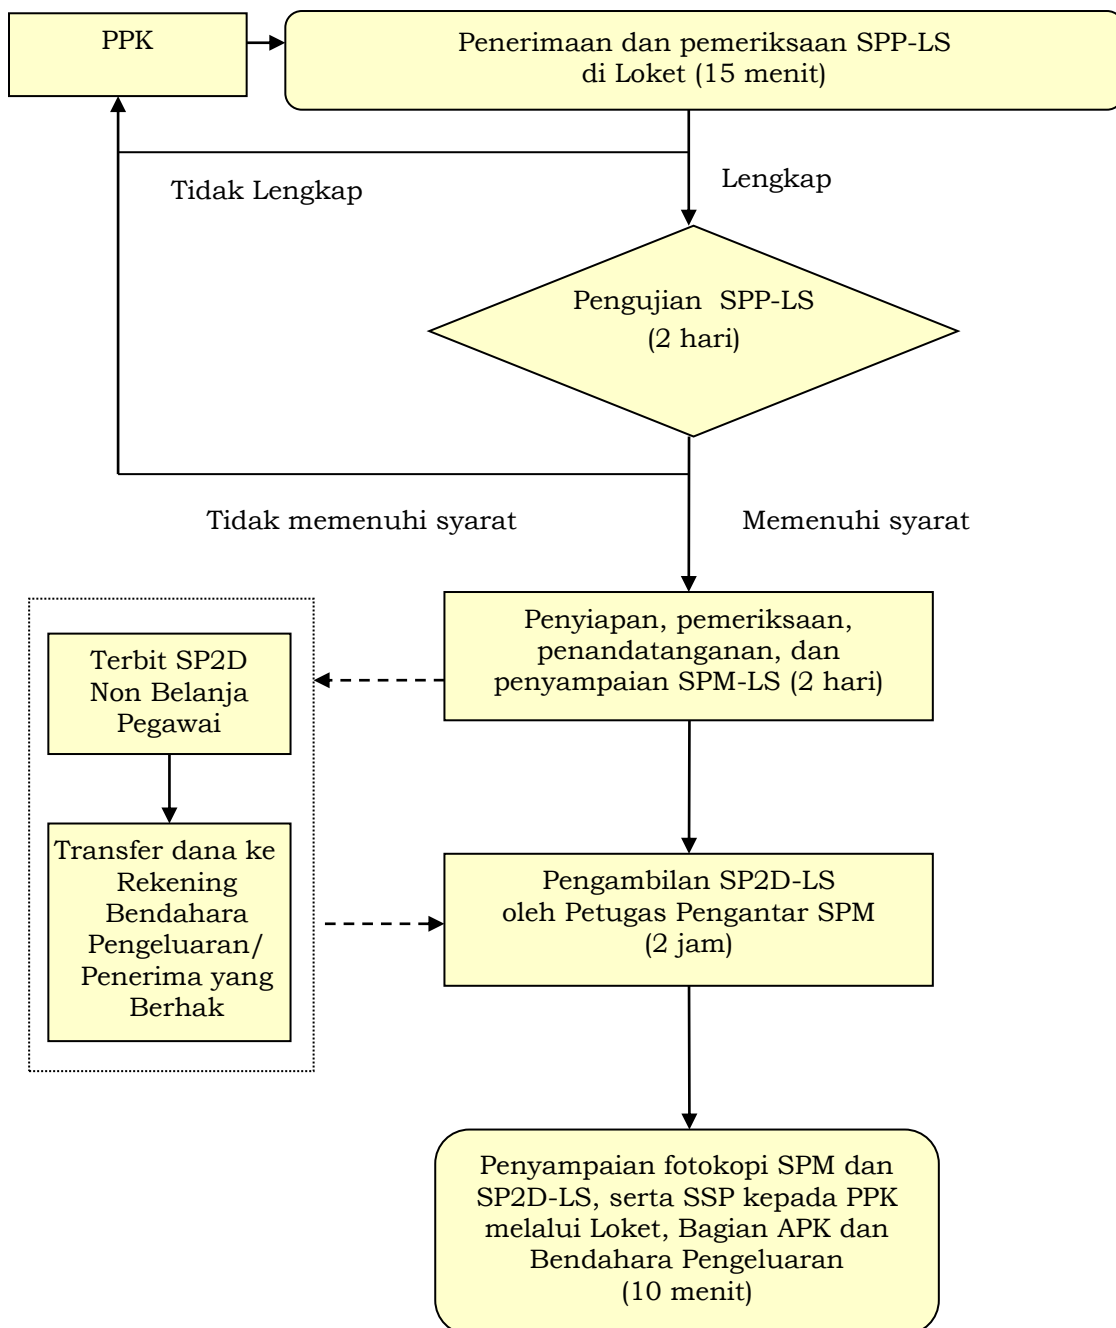 PPK
Penerimaan dan pemeriksaan SPP-LS
di Loket (15 menit)
Tidak Lengkap
Lengkap
Pengujian  SPP-LS
(2 hari)
Tidak memenuhi syarat
Memenuhi syarat
Penyiapan, pemeriksaan,
penandatanganan, dan
penyampaian SPM-LS (2 hari)
Terbit SP2D
Non Belanja
Pegawai
Transfer dana ke
Rekening
Bendahara
Pengeluaran/
Penerima yang
Berhak
Pengambilan SP2D-LS
oleh Petugas Pengantar SPM
(2 jam)
Penyampaian fotokopi SPM dan
SP2D-LS, serta SSP kepada PPK
melalui Loket, Bagian APK dan
Bendahara Pengeluaran
(10 menit)